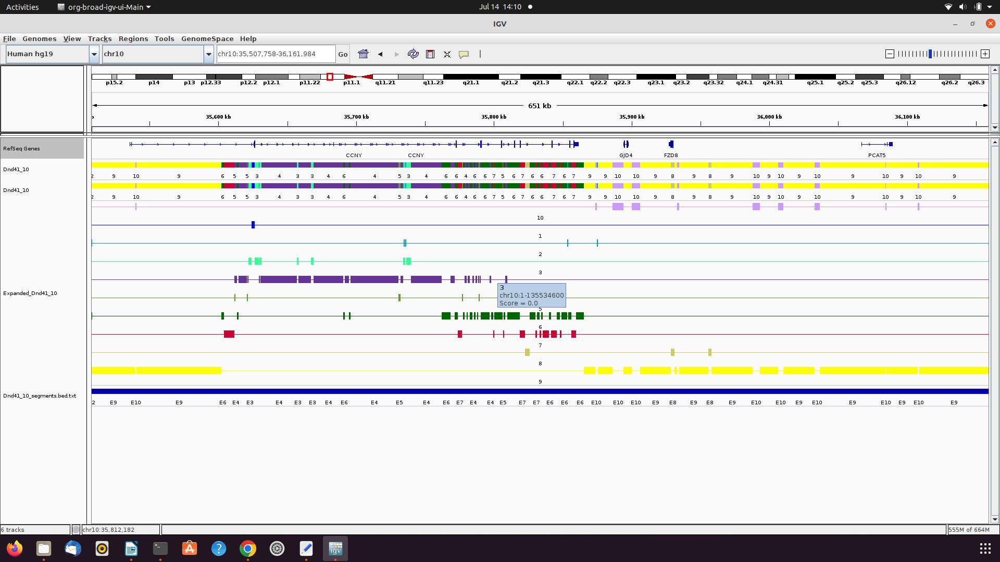 Activities org-broad-igv-ui-Main Jul 14 14:10
IGV
File Genomes View Tracks Regions Tools GenomeSpace Help
Human hg19 chr10 chr10:35,507,758-36,161,984 Go
p15.2 p14 p13 p12.33 p12.2 p12.1 p11.22 p11.1 q11.21 q11.23 q21.1 q21.2 q21.3 q22.1 q22.2 q22.3 q23.1 q23.2 q23.32 q24.1 q24.31 q25.1 q25.2 q25.3 q26.12 q26.2 q26.3
651 kb
35,600 kb 35,700 kb 35,800 kb 35,900 kb 36,000 kb 36,100 kb
RefSeq Genes
CCNY CCNY GJD4 FZD8 PCAT5
Dnd41_10
2 9 10 9 6 5 5 3 4 3 3 4 6 4 5 3 4 6 6 4 6 6 7 5 6 7 6 6 7 6 7 9 9 10 10 9 8 9 8 9 10 9 10 9 10 9 10 9 10 9
Dnd41_10
2 9 10 9 6 5 5 3 4 3 3 4 6 4 5 3 4 6 6 4 6 6 7 5 6 7 6 6 7 6 7 9 9 10 10 9 8 9 8 9 10 9 10 9 10 9 10 9 10 9
10
1
2
3
Expanded_Dnd41_10
3
chr10:1-135534600
Score = 0.0
5
6
7
8
9
Dnd41_10_segments.bed.txt
2 E9 E10 E9 E6 E4 E3 E4 E3 E3 E4 E6 E4 E5 E4 E6 E7 E4 E4 E5 E7 E7 E6 E6 E6 E10 E10 E10 E9 E8 E9 E8 E9 E10 E10 E9 E10 E9 E10 E9 E10 E9
6 tracks chr10:35,812,182 555M of 664M
igv